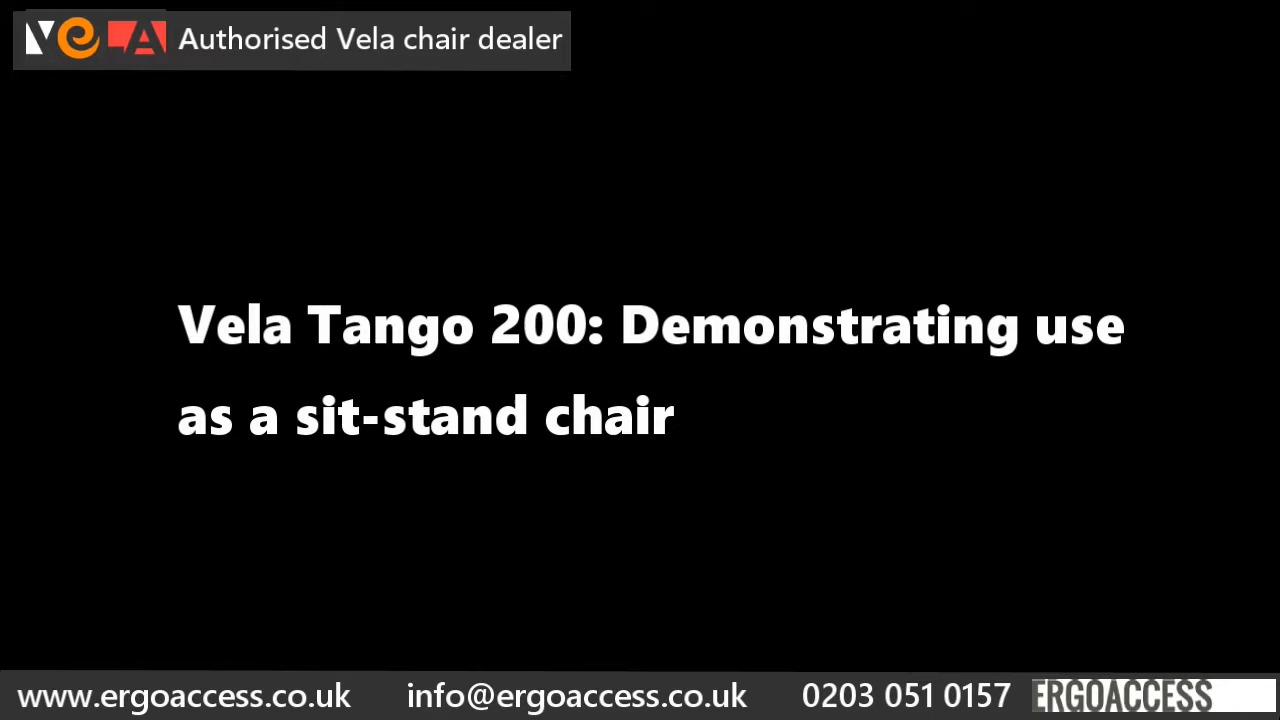 VELA Authorised Vela chair dealer
Vela Tango 200: Demonstrating use
as a sit-stand chair
www.ergoaccess.co.uk info@ergoaccess.co.uk 0203 051 0157 ERGOACCESS